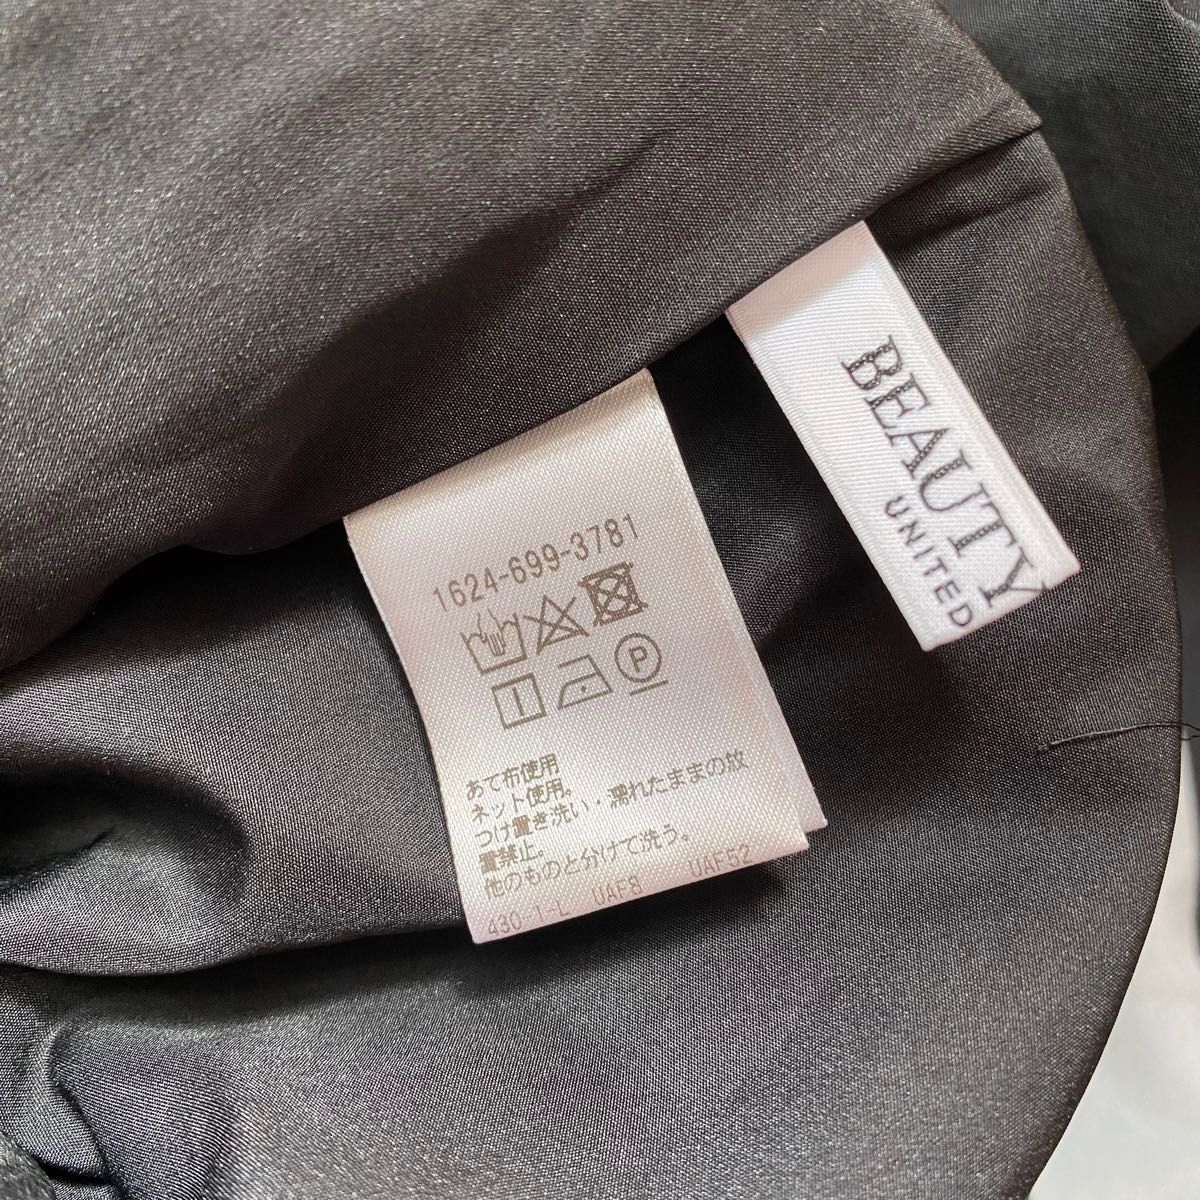 1624-699-3781
P
あて布使用
ネット使用。
つけ置き洗い・濡れたままの放
置禁止。
他のものと分けて洗う。
430-1-L UAF8 UAF52
BEAUTY
UNITED